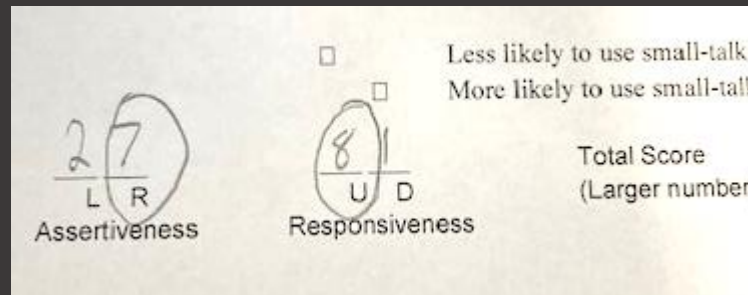 Less likely to use small-talk
More likely to use small-tal
2 7 8 1 Total Score
L R U D (Larger number
Assertiveness Responsiveness